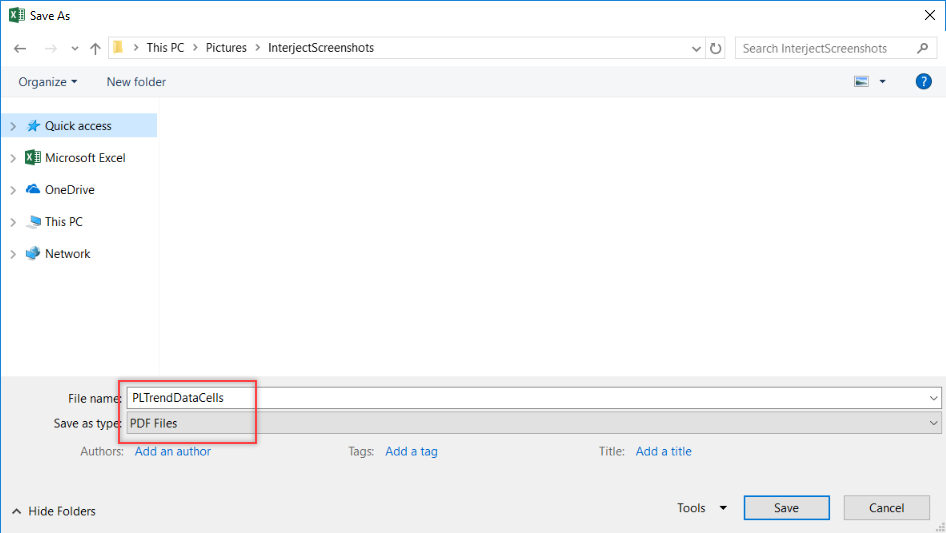 Save As
This PC > Pictures > InterjectScreenshots
Search InterjectScreenshots
Organize New folder
?
Quick access
Microsoft Excel
OneDrive
This PC
Network
File name: PLTrendDataCells
Save as type: PDF Files
Authors: Add an author Tags: Add a tag Title: Add a title
Hide Folders Tools Save Cancel